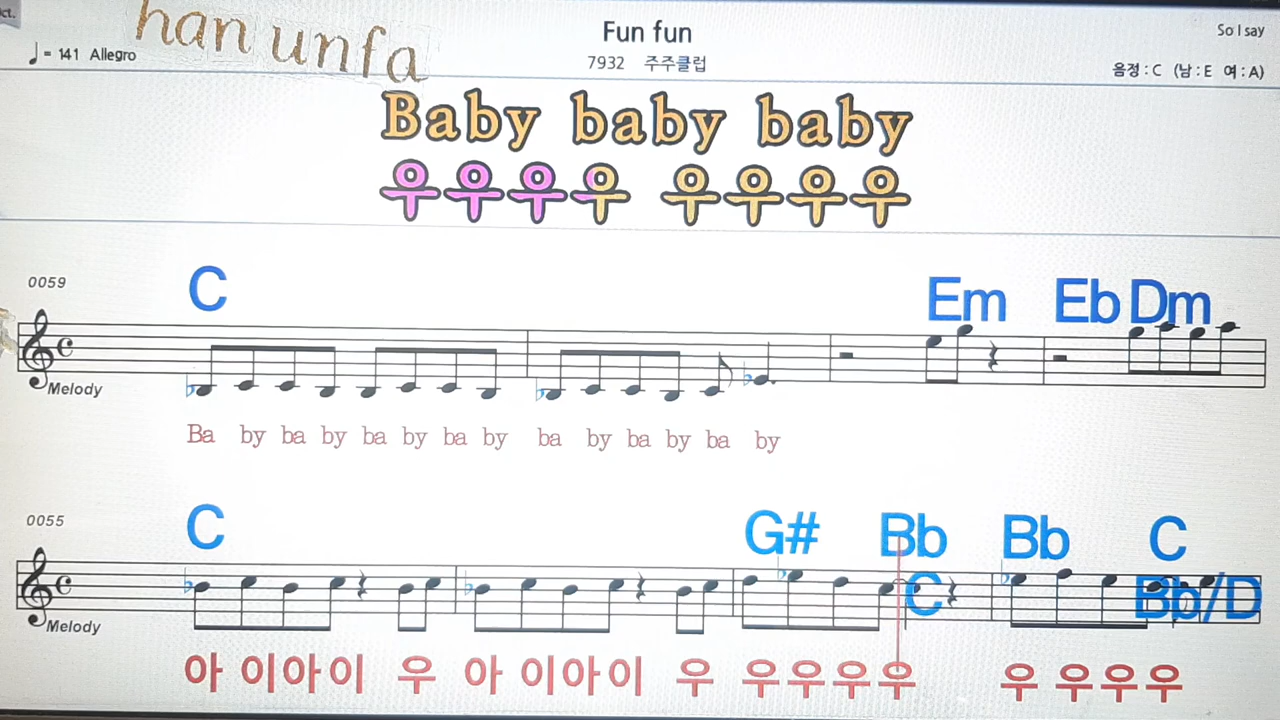 ct.
han unfa
♩= 141 Allegro
Fun fun
7932 주주클럽
So I say
음정 : C (남 : E 여 : A)
Baby baby baby
우우우우 우우우우
0059
C Em Eb Dm
Melody
Ba by ba by ba by ba by ba by ba by ba by
0055
C G# Bb Bb C
C Bb/D
Melody
아 이아이 우 아 이아이 우 우우우우 우 우우우